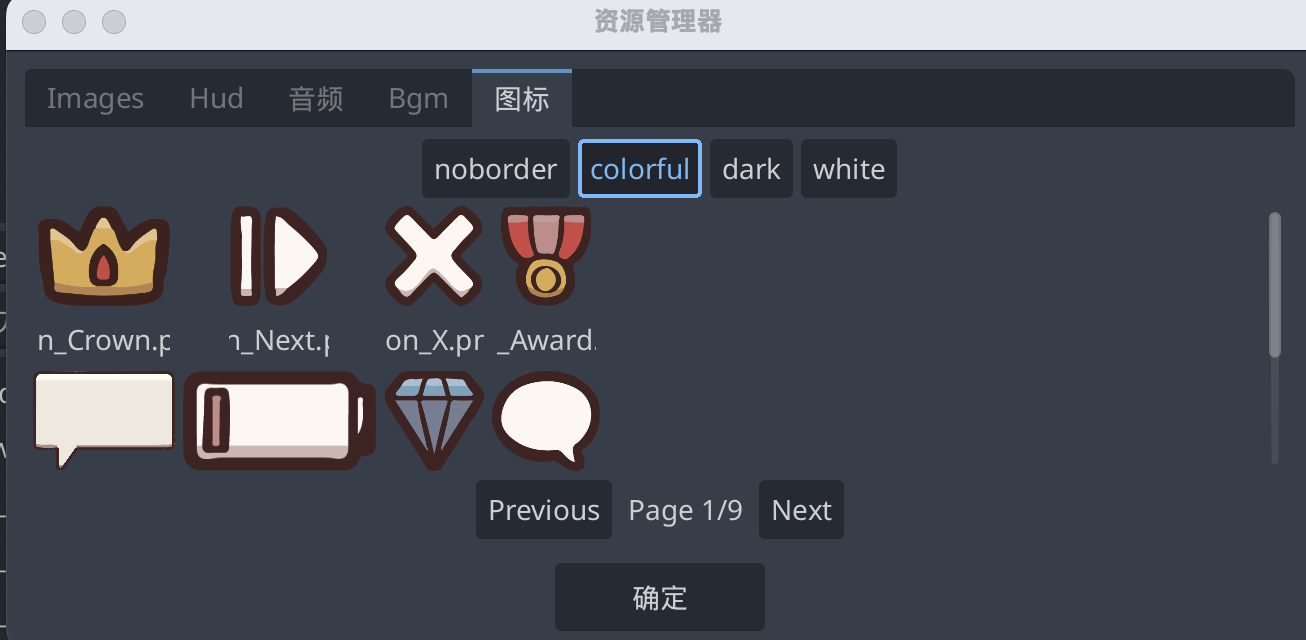 资源管理器
Images Hud 音频 Bgm 图标
noborder colorful dark white
n_Crown.p n_Next.p on_X.pr _Award.
Previous Page 1/9 Next
确定